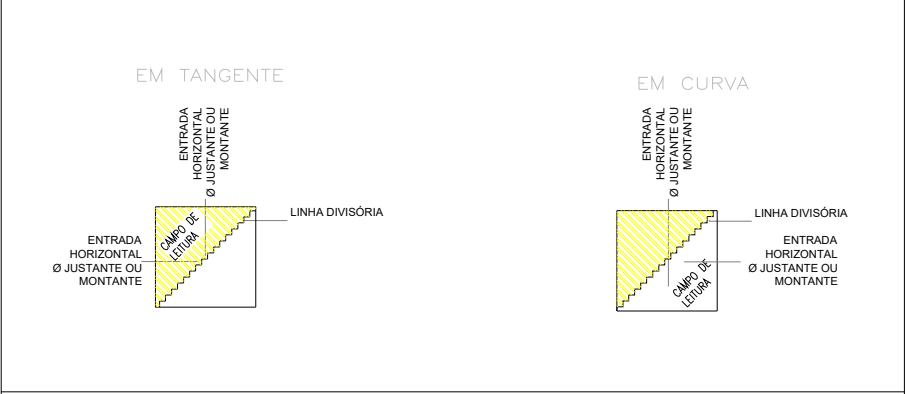 EM TANGENTE
ENTRADA
HORIZONTAL
Ø JUSTANTE OU
MONTANTE
LINHA DIVISÓRIA
CAMPO DE
LEITURA
ENTRADA
HORIZONTAL
Ø JUSTANTE OU
MONTANTE
EM CURVA
ENTRADA
HORIZONTAL
Ø JUSTANTE OU
MONTANTE
LINHA DIVISÓRIA
ENTRADA
HORIZONTAL
Ø JUSTANTE OU
MONTANTE
CAMPO DE
LEITURA